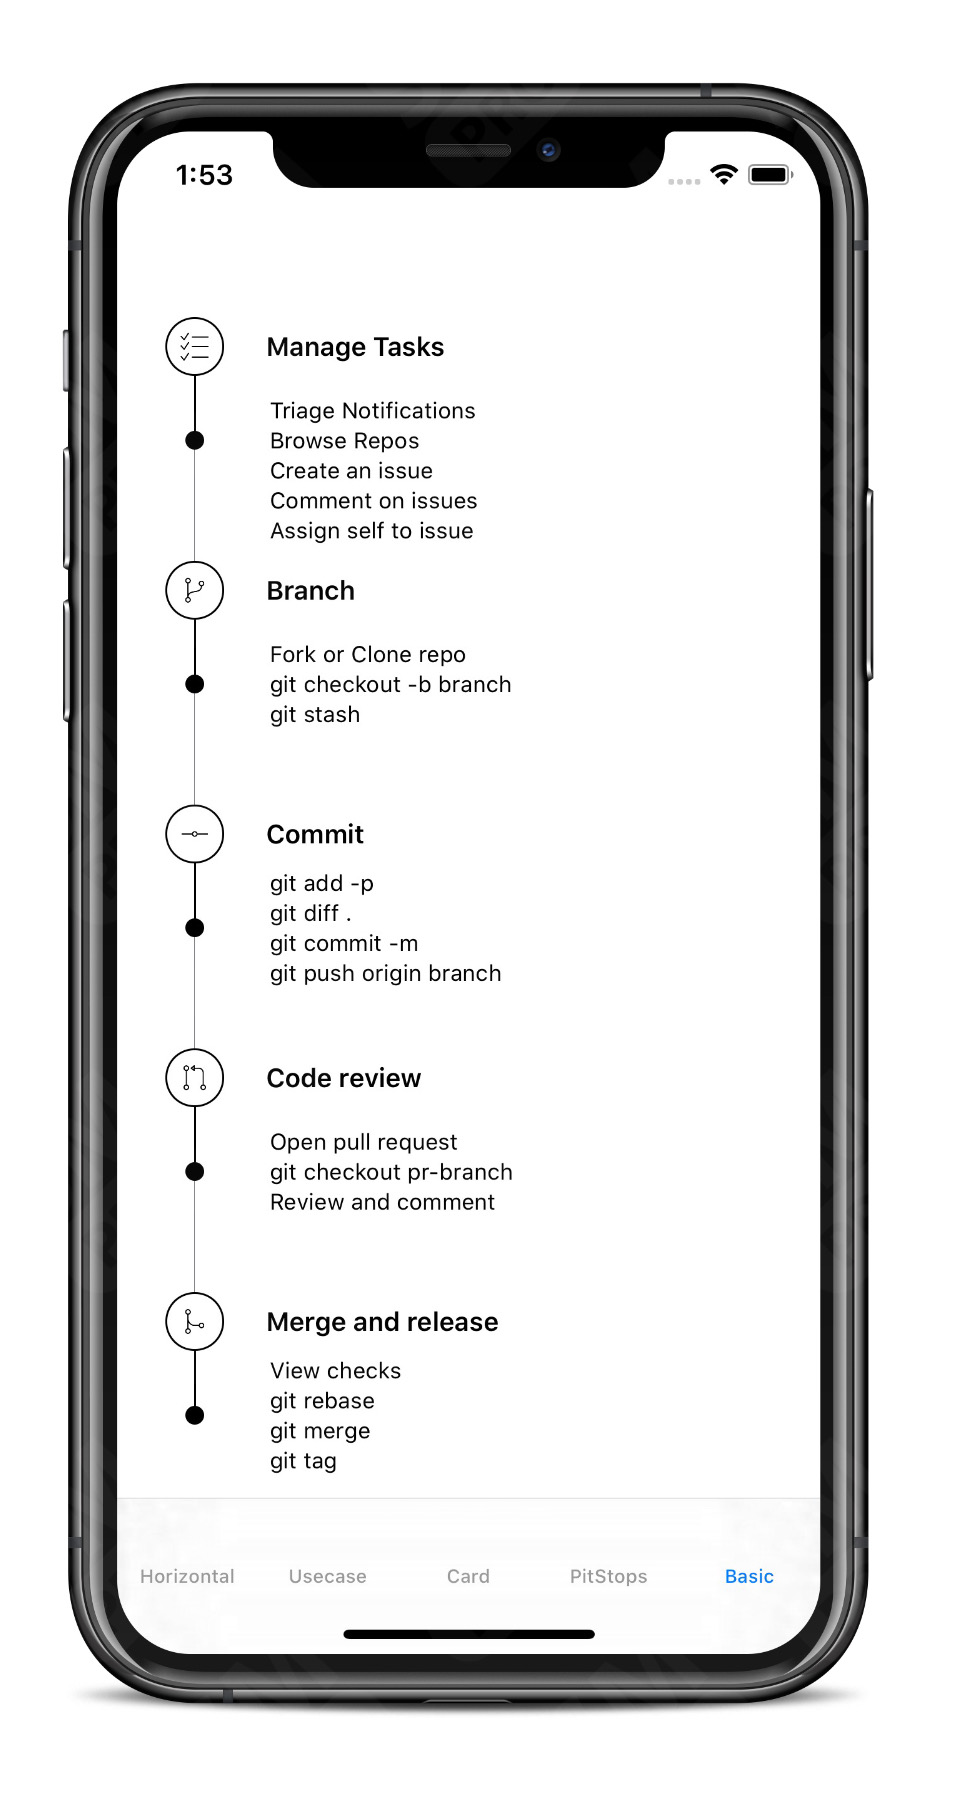 1:53
Manage Tasks
Triage Notifications
Browse Repos
Create an issue
Comment on issues
Assign self to issue
Branch
Fork or Clone repo
git checkout -b branch
git stash
Commit
git add -p
git diff .
git commit -m
git push origin branch
Code review
Open pull request
git checkout pr-branch
Review and comment
Merge and release
View checks
git rebase
git merge
git tag
Horizontal Usecase Card PitStops Basic